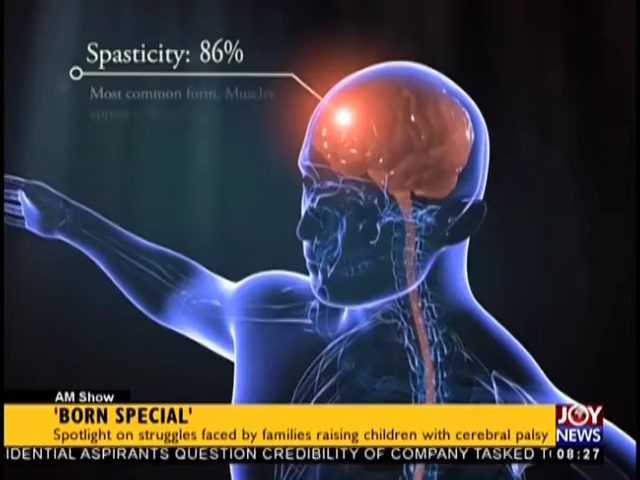 Spasticity: 86%
Most common form. Muscles
appear
AM Show
'BORN SPECIAL'
Spotlight on struggles faced by families raising children with cerebral palsy
JOY
NEWS
IDENTIAL ASPIRANTS QUESTION CREDIBILITY OF COMPANY TASKED T
08:27